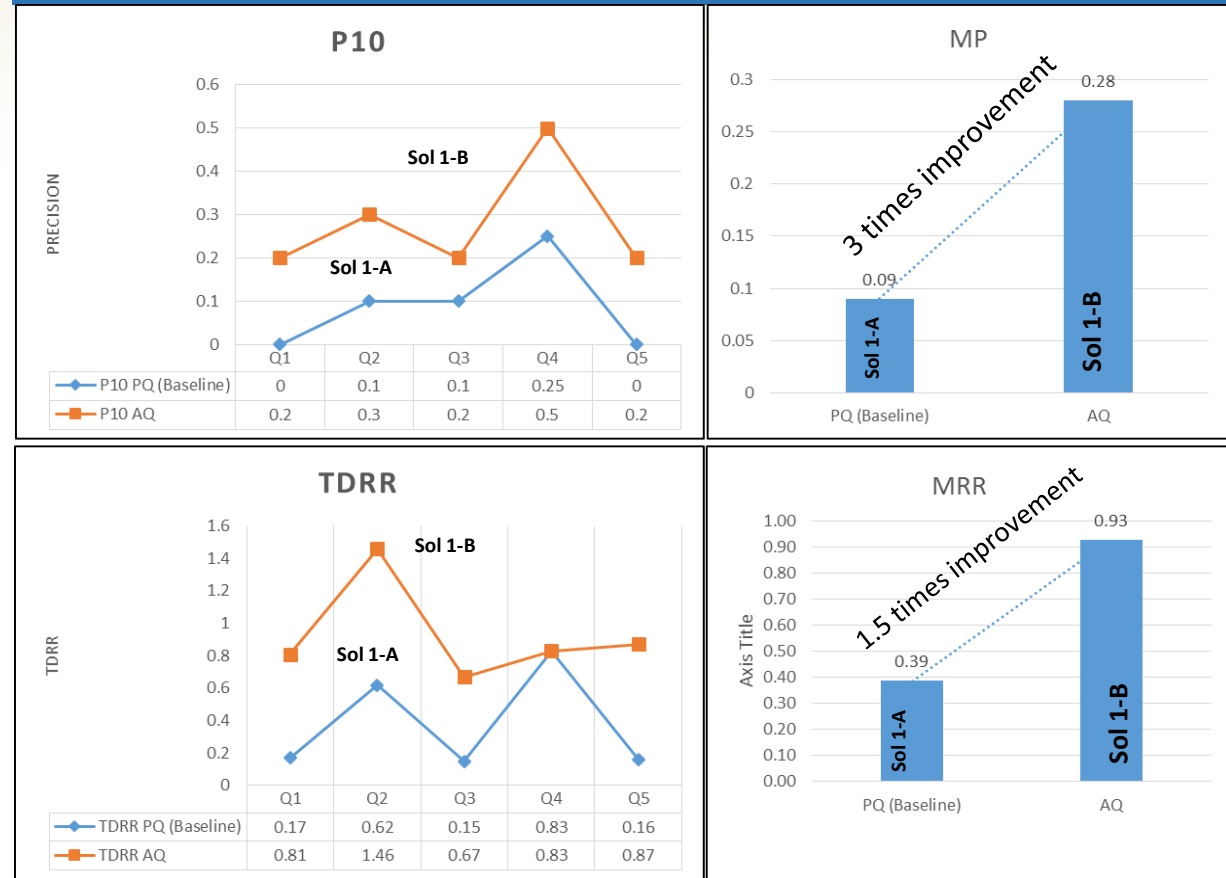 P10
PRECISION
0.6
0.5
0.4
0.3
0.2
0.1
0
Sol 1-B
Sol 1-A
Q1 Q2 Q3 Q4 Q5
P10 PQ (Baseline) 0 0.1 0.1 0.25 0
P10 AQ 0.2 0.3 0.2 0.5 0.2
MP
0.3
0.25
0.2
0.15
0.1
0.05
0
3 times improvement
0.09
0.28
Sol 1-A
Sol 1-B
PQ (Baseline) AQ
TDRR
TDRR
1.6
1.4
1.2
1
0.8
0.6
0.4
0.2
0
Sol 1-B
Sol 1-A
Q1 Q2 Q3 Q4 Q5
TDRR PQ (Baseline) 0.17 0.62 0.15 0.83 0.16
TDRR AQ 0.81 1.46 0.67 0.83 0.87
MRR
Axis Title
1.00
0.90
0.80
0.70
0.60
0.50
0.40
0.30
0.20
0.10
0.00
1.5 times improvement
0.39
0.93
Sol 1-A
Sol 1-B
PQ (Baseline) AQ